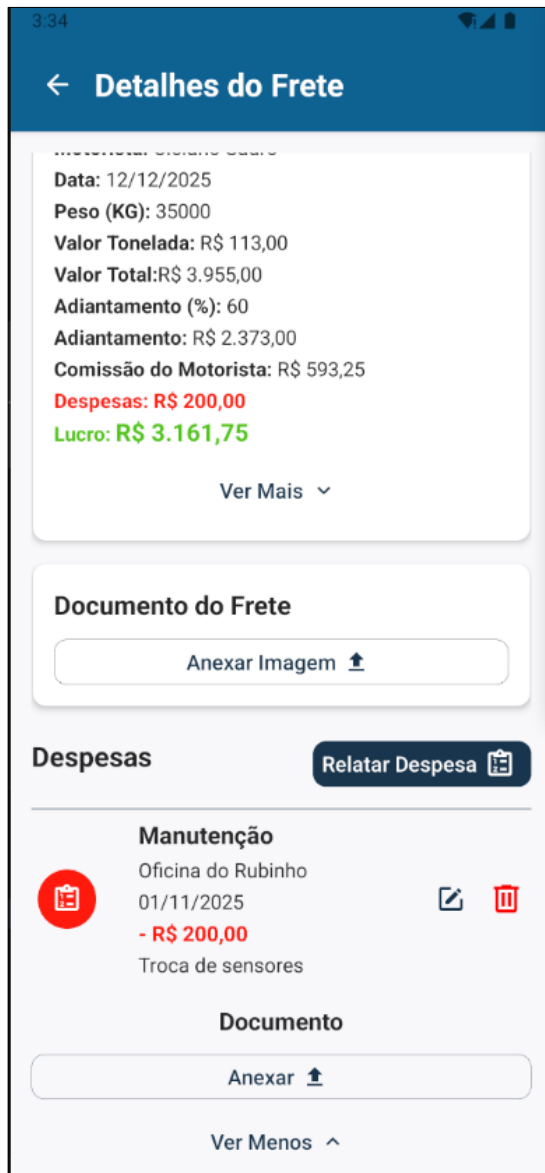 3:34
Detalhes do Frete
Data: 12/12/2025
Peso (KG): 35000
Valor Tonelada: R$ 113,00
Valor Total:R$ 3.955,00
Adiantamento (%): 60
Adiantamento: R$ 2.373,00
Comissão do Motorista: R$ 593,25
Despesas: R$ 200,00
Lucro: R$ 3.161,75
Ver Mais
Documento do Frete
Anexar Imagem
Despesas
Relatar Despesa
Manutenção
Oficina do Rubinho
01/11/2025
- R$ 200,00
Troca de sensores
Documento
Anexar
Ver Menos